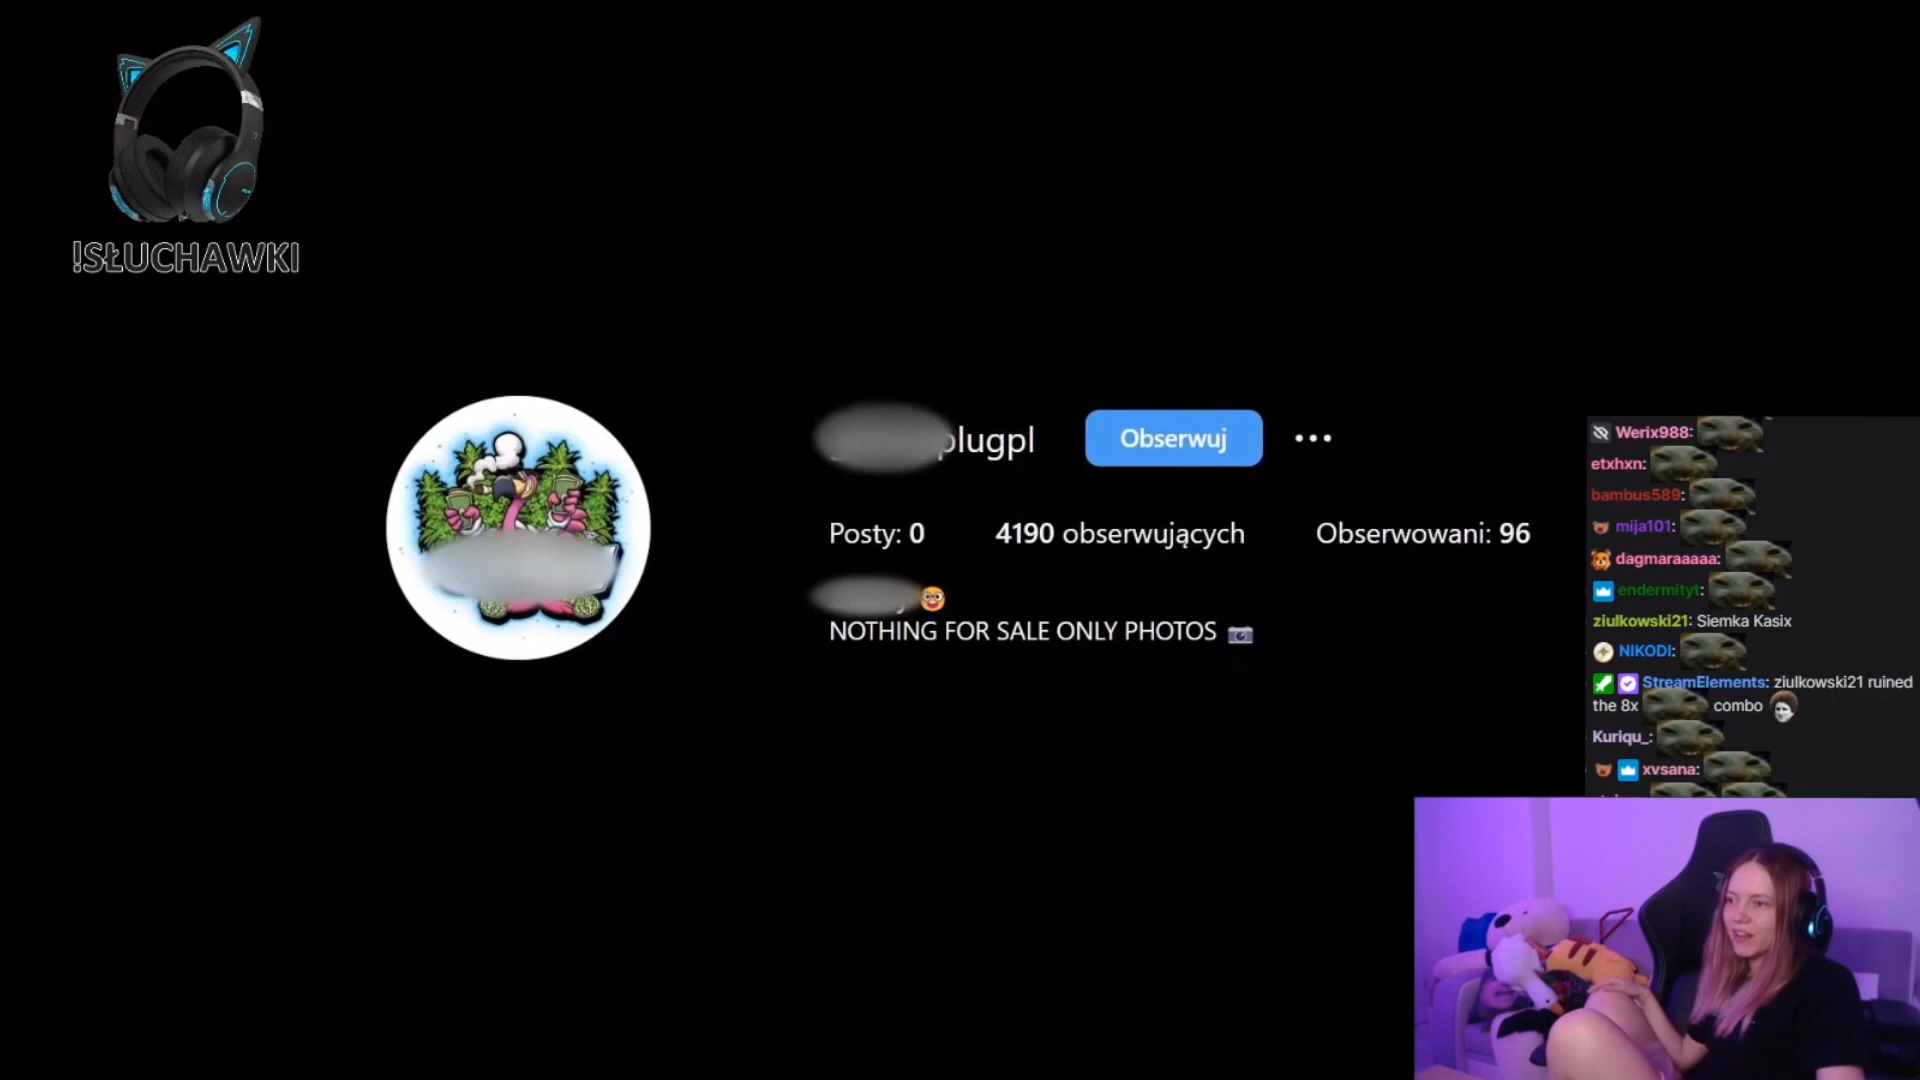 !SŁUCHAWKI
plugpl
Obserwuj
Posty: 0
4190 obserwujących
Obserwowani: 96
NOTHING FOR SALE ONLY PHOTOS
Werix988:
etxhxn:
bambus589:
mija101:
dagmaraaaaa:
endermityt:
ziulkowski21: Siemka Kasix
NIKODI:
StreamElements: ziulkowski21 ruined
the 8x combo
Kuriqu_:
xvsana: